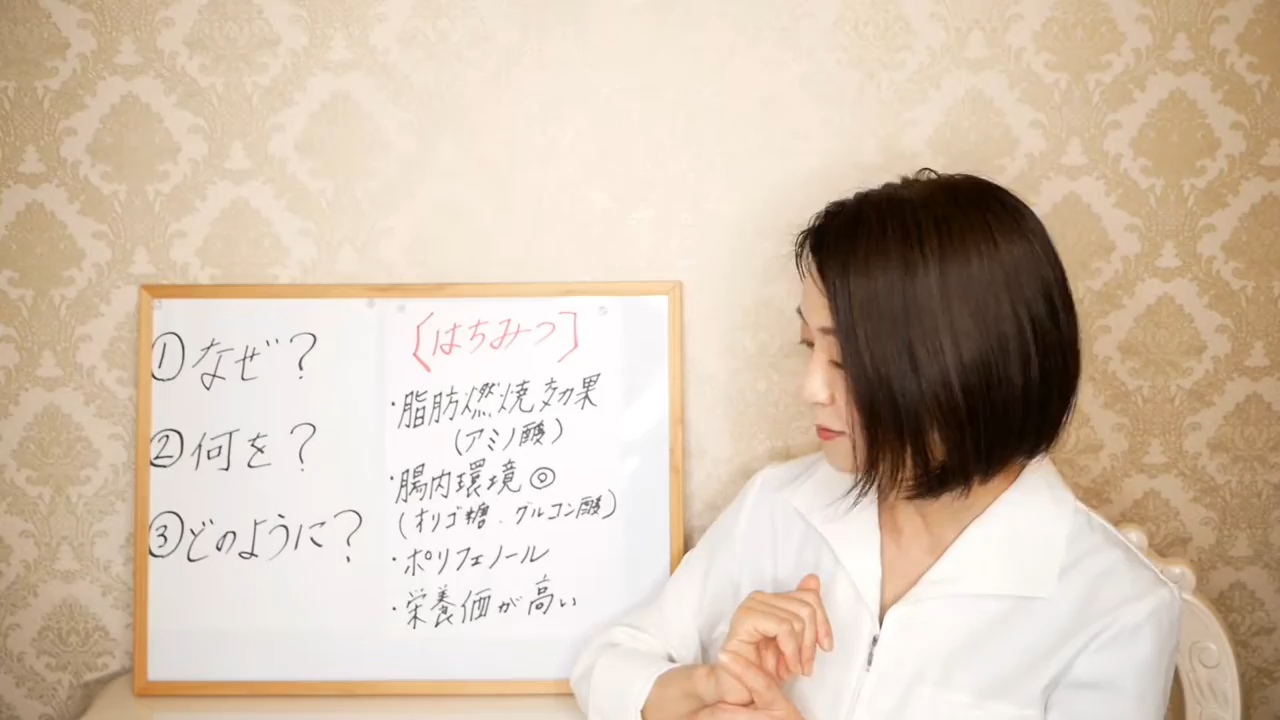 ①なぜ？
②何を？
③どのように？
〔はちみつ〕
・脂肪燃焼効果
(アミノ酸)
・腸内環境◎
(オリゴ糖、グルコン酸)
・ポリフェノール
・栄養価が高い